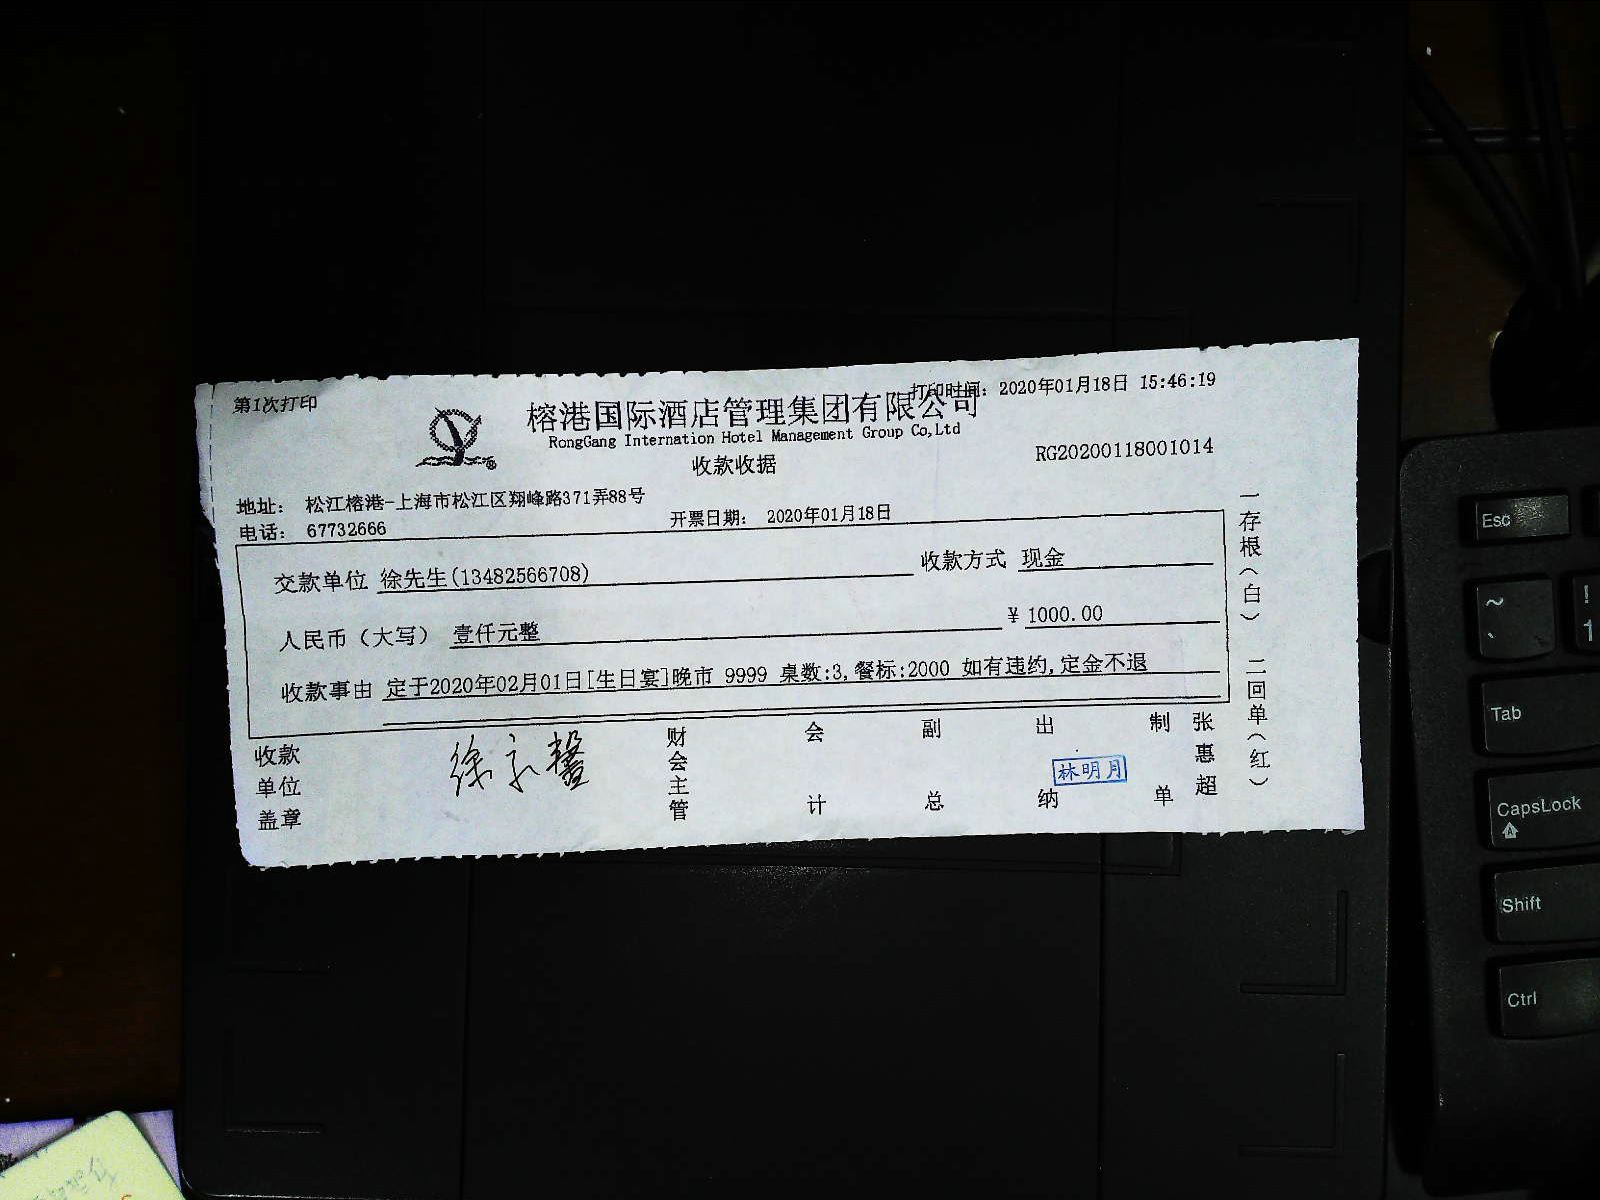 第1次打印
打印时间: 2020年01月18日 15:46:19
榕港国际酒店管理集团有限公司
RongGang Internation Hotel Management Group Co,Ltd
收款收据
RG20200118001014
地址: 松江榕港-上海市松江区翔峰路371弄88号
电话: 67732666
开票日期: 2020年01月18日
交款单位 徐先生(13482566708) 收款方式 现金
人民币（大写） 壹仟元整 ¥ 1000.00
收款事由 定于2020年02月01日[生日宴]晚市 9999 桌数:3,餐标:2000 如有违约,定金不退
收款单位盖章
徐永馨
财会主管
会计
副总
出纳
林明月
制单
张惠超
一存根（白） 二回单（红）
Esc
~
`
!
1
Tab
CapsLock
Shift
Ctrl